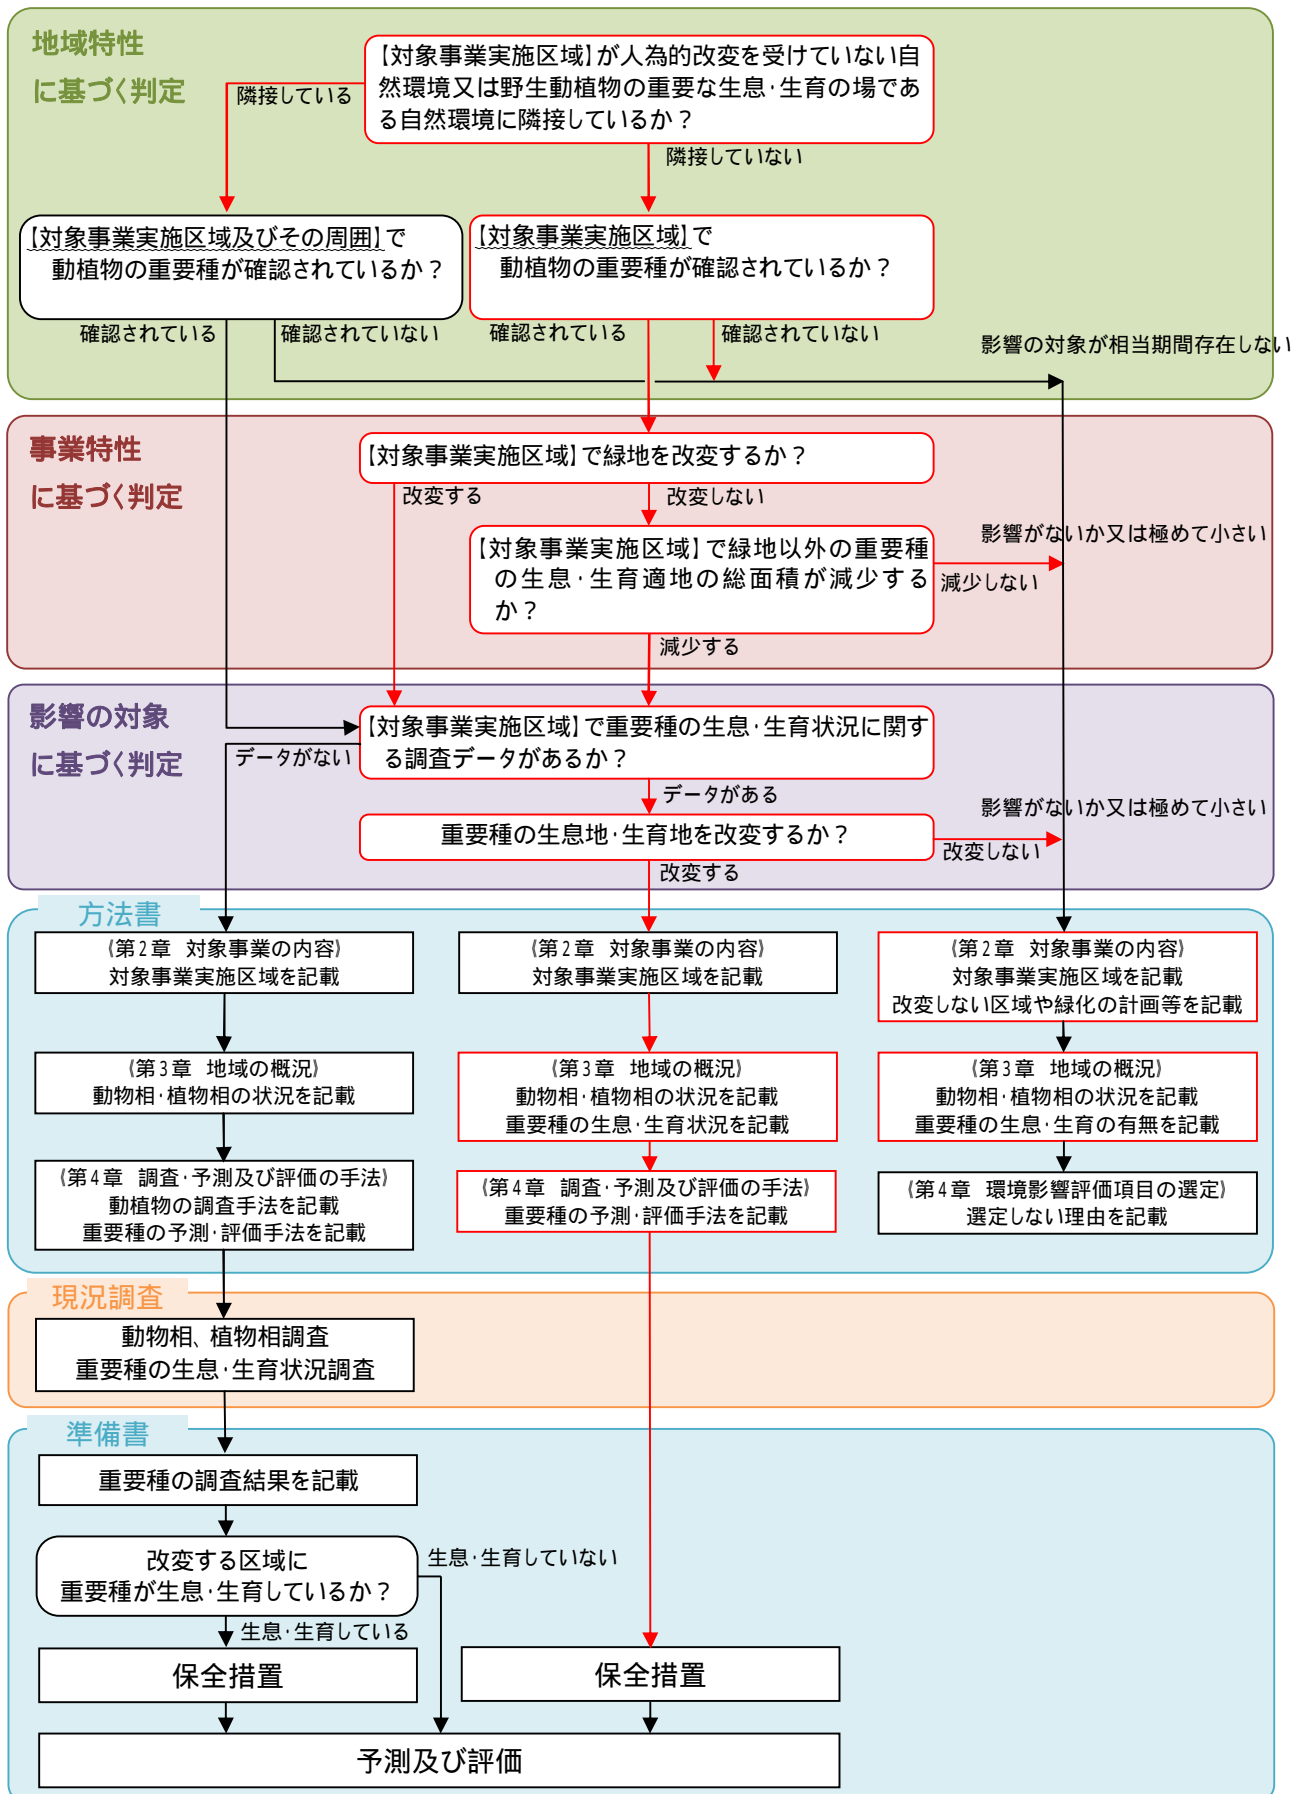 地域特性
に基づく判定
【対象事業実施区域】が人為的改変を受けていない自
然環境又は野生動植物の重要な生息・生育の場であ
る自然環境に隣接しているか？
隣接している
隣接していない
【対象事業実施区域及びその周囲】で
動植物の重要種が確認されているか？
【対象事業実施区域】で
動植物の重要種が確認されているか？
確認されている
確認されていない
確認されている
確認されていない
影響の対象が相当期間存在しない
事業特性
に基づく判定
【対象事業実施区域】で緑地を改変するか？
改変する
改変しない
【対象事業実施区域】で緑地以外の重要種
の生息・生育適地の総面積が減少する
か？
影響がないか又は極めて小さい
減少しない
減少する
影響の対象
に基づく判定
【対象事業実施区域】で重要種の生息・生育状況に関す
る調査データがあるか？
データがない
データがある
重要種の生息地・生育地を改変するか？
影響がないか又は極めて小さい
改変しない
改変する
方法書
《第２章 対象事業の内容》
対象事業実施区域を記載
《第３章 地域の概況》
動物相・植物相の状況を記載
《第４章 調査・予測及び評価の手法》
動植物の調査手法を記載
重要種の予測・評価手法を記載
《第２章 対象事業の内容》
対象事業実施区域を記載
《第３章 地域の概況》
動物相・植物相の状況を記載
重要種の生息・生育状況を記載
《第４章 調査・予測及び評価の手法》
重要種の予測・評価手法を記載
《第２章 対象事業の内容》
対象事業実施区域を記載
改変しない区域や緑化の計画等を記載
《第３章 地域の概況》
動物相・植物相の状況を記載
重要種の生息・生育の有無を記載
《第４章 環境影響評価項目の選定》
選定しない理由を記載
現況調査
動物相、植物相調査
重要種の生息・生育状況調査
準備書
重要種の調査結果を記載
改変する区域に
重要種が生息・生育しているか？
生息・生育していない
生息・生育している
保全措置
保全措置
予測及び評価